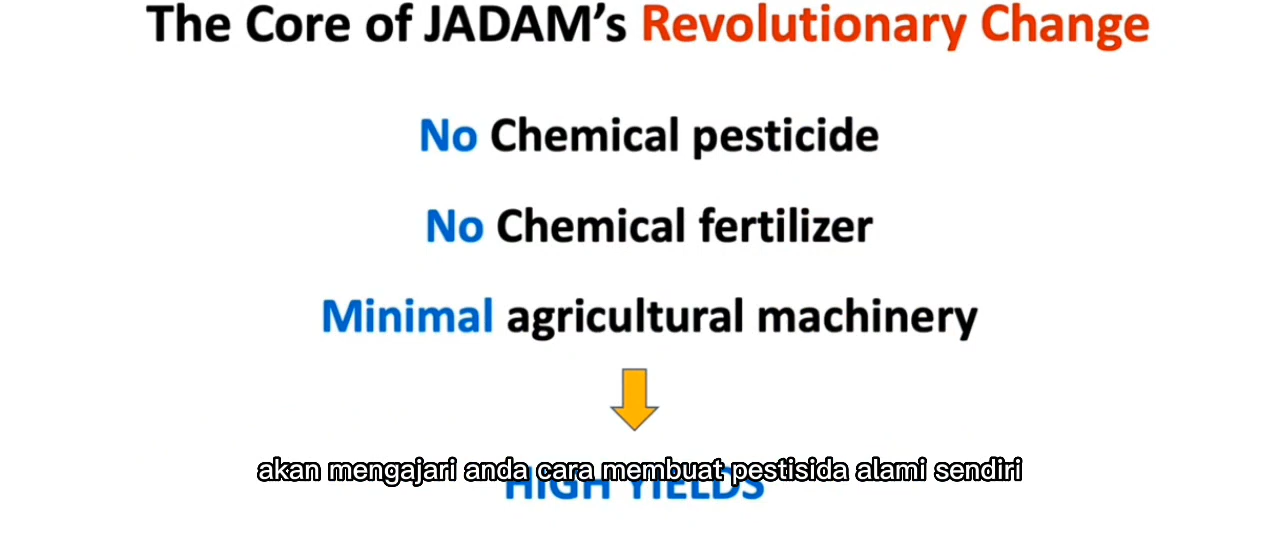 The Core of JADAM’s Revolutionary Change
No Chemical pesticide
No Chemical fertilizer
Minimal agricultural machinery
akan mengajari anda cara membuat pestisida alami sendiri
HIGH YIELDS